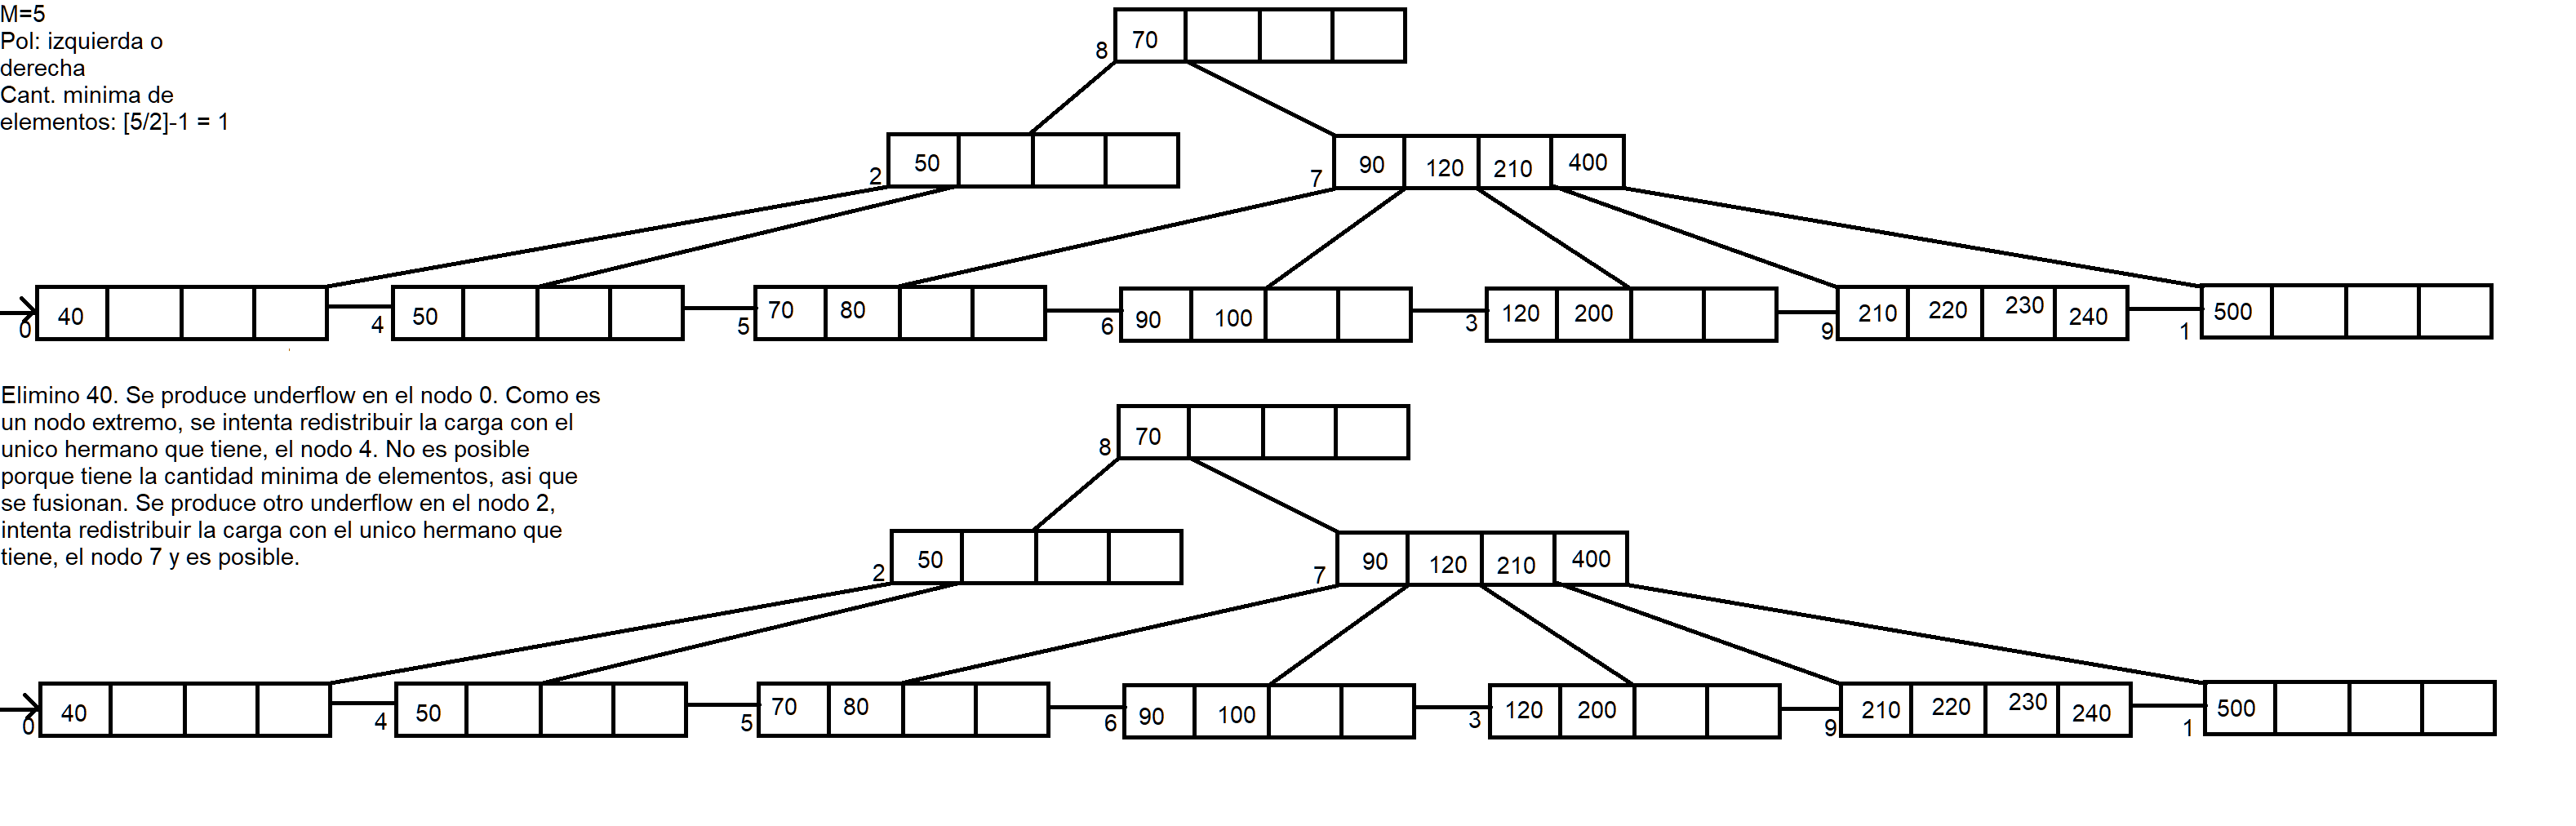 M=5
Pol: izquierda o
derecha
Cant. minima de
elementos: [5/2]-1 = 1
8 70
2 50
7 90 120 210 400
0 40
4 50
5 70 80
6 90 100
3 120 200
9 210 220 230 240
1 500
Elimino 40. Se produce underflow en el nodo 0. Como es
un nodo extremo, se intenta redistribuir la carga con el
unico hermano que tiene, el nodo 4. No es posible
porque tiene la cantidad minima de elementos, asi que
se fusionan. Se produce otro underflow en el nodo 2,
intenta redistribuir la carga con el unico hermano que
tiene, el nodo 7 y es posible.
8 70
2 50
7 90 120 210 400
0 40
4 50
5 70 80
6 90 100
3 120 200
9 210 220 230 240
1 500